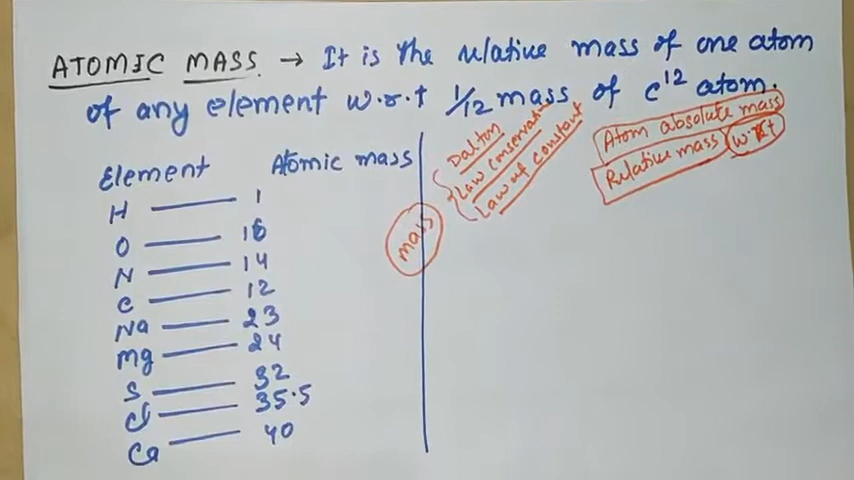 ATOMIC MASS → It is the relative mass of one atom
of any element w.r.t 1/12 mass of C12 atom.
Element Atomic mass
H 1
O 16
N 14
C 12
Na 23
Mg 24
S 32
Cl 35.5
Ca 40
mass
Dalton
Law conservation
Law of constant
Atom absolute mass
Relative mass w.r.t